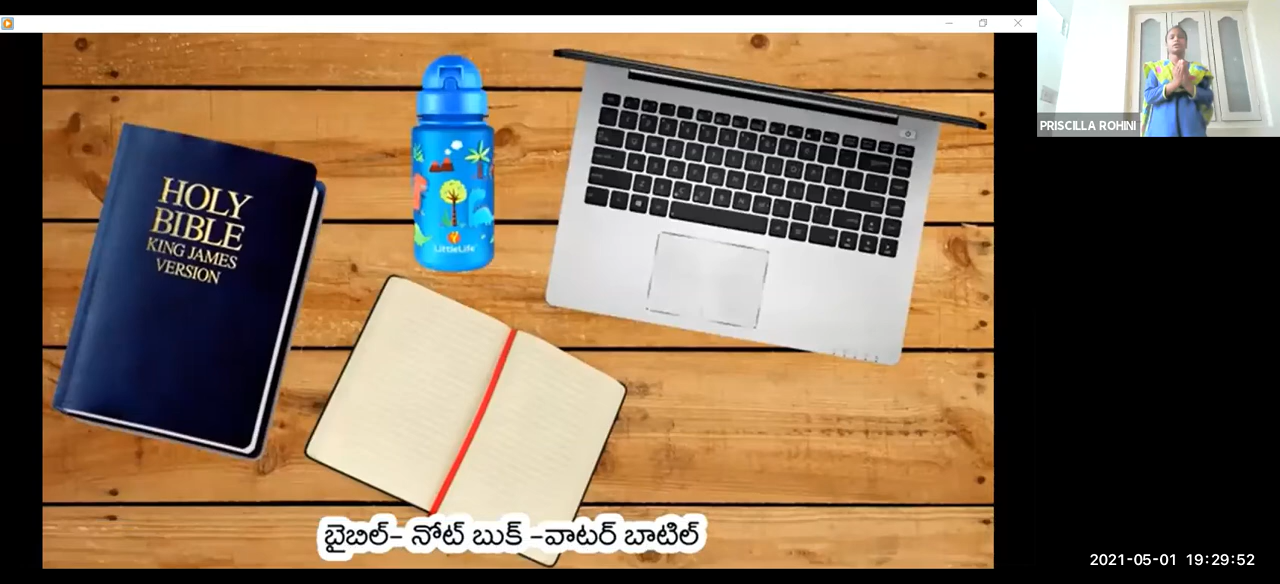 PRISCILLA ROHINI
HOLY
BIBLE
KING JAMES
VERSION
LittleLife
బైబిల్- నోట్ బుక్ -వాటర్ బాటిల్
2021-05-01 19:29:52